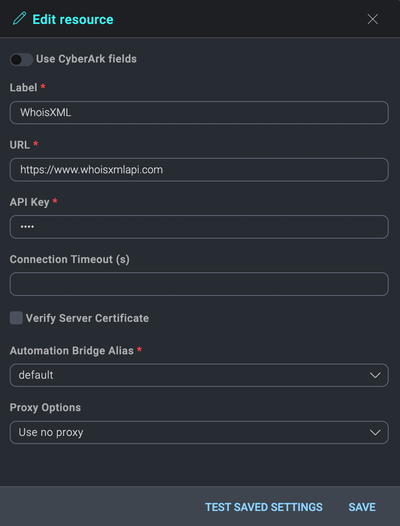 Edit resource
Use CyberArk fields
Label *
WhoisXML
URL *
https://www.whoisxmlapi.com
API Key *
••••
Connection Timeout (s)
Verify Server Certificate
Automation Bridge Alias *
default
Proxy Options
Use no proxy
TEST SAVED SETTINGS SAVE